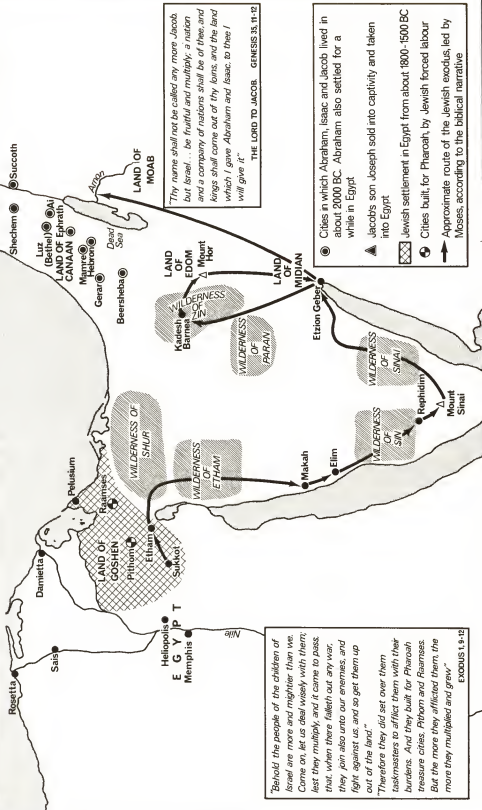 Rosetta
Damietta
Sais
Pelusium
Raamses
LAND OF
GOSHEN
Pithom
Heliopolis
EGYPT
Memphis
Nile
Etham
Sukkot
WILDERNESS OF
SHUR
WILDERNESS
OF
ETHAM
Makah
Elim
WILDERNESS
OF
SIN
Rephidim
Mount
Sinai
WILDERNESS
OF
SINAI
Etzion Geber
LAND
OF
MIDIAN
WILDERNESS
OF
PARAN
WILDERNESS
OF
ZIN
Kadesh
Barnea
LAND
OF
EDOM
Mount
Hor
Shechem
Succoth
Luz
(Bethel)
Ai
LAND OF Ephrath
CANAAN
Mamre
Hebron
Gerar
Beersheba
Dead
Sea
Arnon
LAND OF
MOAB
"Thy name shall not be called any more Jacob,
but Israel... be fruitful and multiply; a nation
and a company of nations shall be of thee, and
kings shall come out of thy loins, and the land
which I gave Abraham and Isaac, to thee I
will give it"
THE LORD TO JACOB. GENESIS 35, 11-12
Cities in which Abraham, Isaac and Jacob lived in
about 2000 BC. Abraham also settled for a
while in Egypt
Jacob's son Joseph sold into captivity and taken
into Egypt
Jewish settlement in Egypt from about 1800-1500 BC
Cities built, for Pharoah, by Jewish forced labour
Approximate route of the Jewish exodus, led by
Moses, according to the biblical narrative
"Behold the people of the children of
Israel are more and mightier than we.
Come on, let us deal wisely with them;
lest they multiply, and it came to pass,
that, when there falleth out any war,
they join also unto our enemies, and
fight against us, and so get them up
out of the land."
"Therefore they did set over them
taskmasters to afflict them with their
burdens. And they built for Pharoah
treasure cities, Pithom and Raamses.
But the more they afflicted them, the
more they multiplied and grew"
EXODUS 1, 9-12